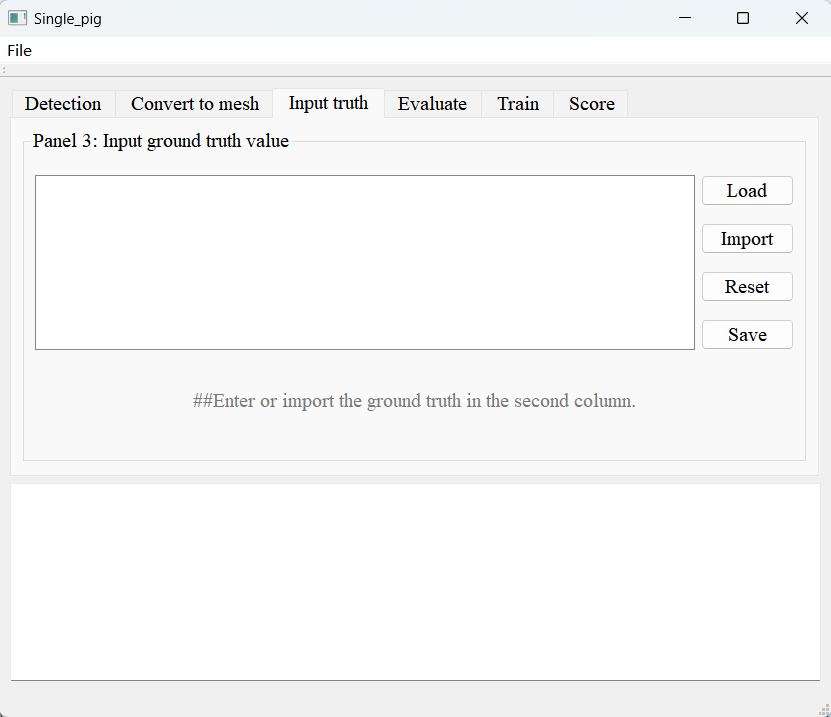 Single_pig
File
Detection Convert to mesh Input truth Evaluate Train Score
Panel 3: Input ground truth value
Load
Import
Reset
Save
##Enter or import the ground truth in the second column.